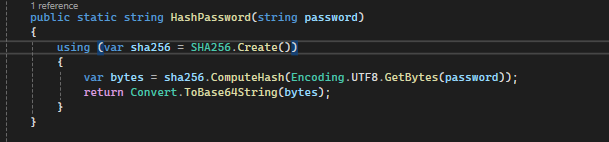 1 reference
public static string HashPassword(string password)
{
using (var sha256 = SHA256.Create())
{
var bytes = sha256.ComputeHash(Encoding.UTF8.GetBytes(password));
return Convert.ToBase64String(bytes);
}
}